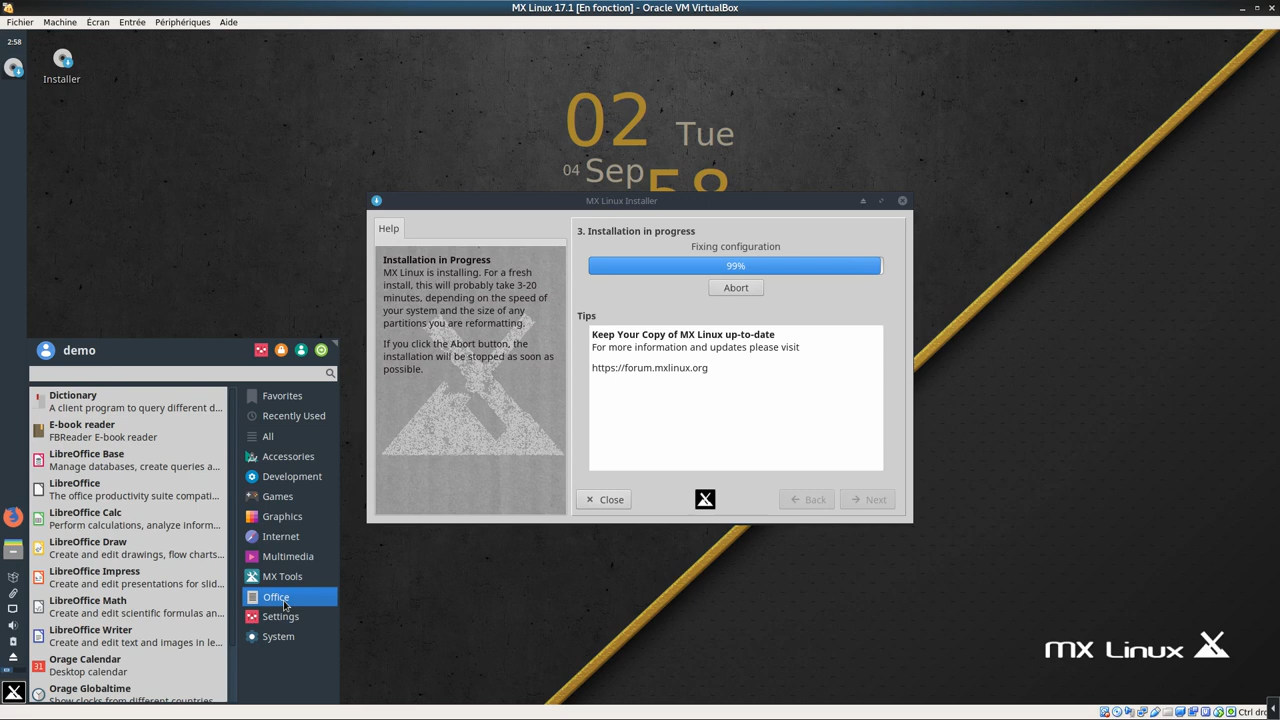 MX Linux 17.1 [En fonction] - Oracle VM VirtualBox
Fichier Machine Écran Entrée Périphériques Aide
2:58
Installer
02 Tue
04 Sep
58
MX Linux Installer
Help
Installation in Progress
MX Linux is installing. For a fresh
install, this will probably take 3-20
minutes, depending on the speed of
your system and the size of any
partitions you are reformatting.
If you click the Abort button, the
installation will be stopped as soon as
possible.
3. Installation in progress
Fixing configuration
99%
Abort
Tips
Keep Your Copy of MX Linux up-to-date
For more information and updates please visit
https://forum.mxlinux.org
Close
Back
Next
demo
Dictionary
A client program to query different d...
E-book reader
FBReader E-book reader
LibreOffice Base
Manage databases, create queries a...
LibreOffice
The office productivity suite compati...
LibreOffice Calc
Perform calculations, analyze inform...
LibreOffice Draw
Create and edit drawings, flow charts...
LibreOffice Impress
Create and edit presentations for slid...
LibreOffice Math
Create and edit scientific formulas an...
LibreOffice Writer
Create and edit text and images in le...
31
Orage Calendar
Desktop calendar
Orage Globaltime
Show clocks from different countries...
Favorites
Recently Used
All
Accessories
Development
Games
Graphics
Internet
Multimedia
MX Tools
Office
Settings
System
mx Linux
Ctrl dro